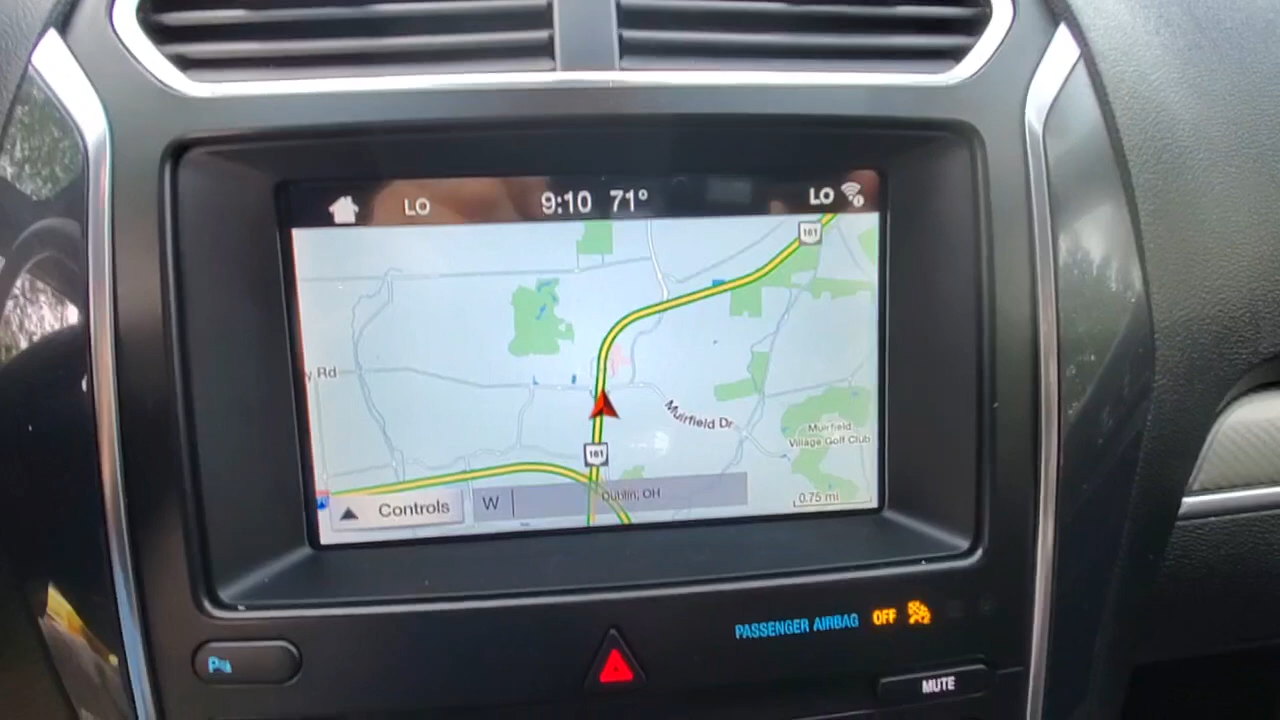 LO 9:10 71° LO
161
y Rd
Muirfield Dr
Muirfield
Village Golf Club
161
Dublin, OH
0.75 mi
Controls
W
PASSENGER AIRBAG OFF
P
MUTE